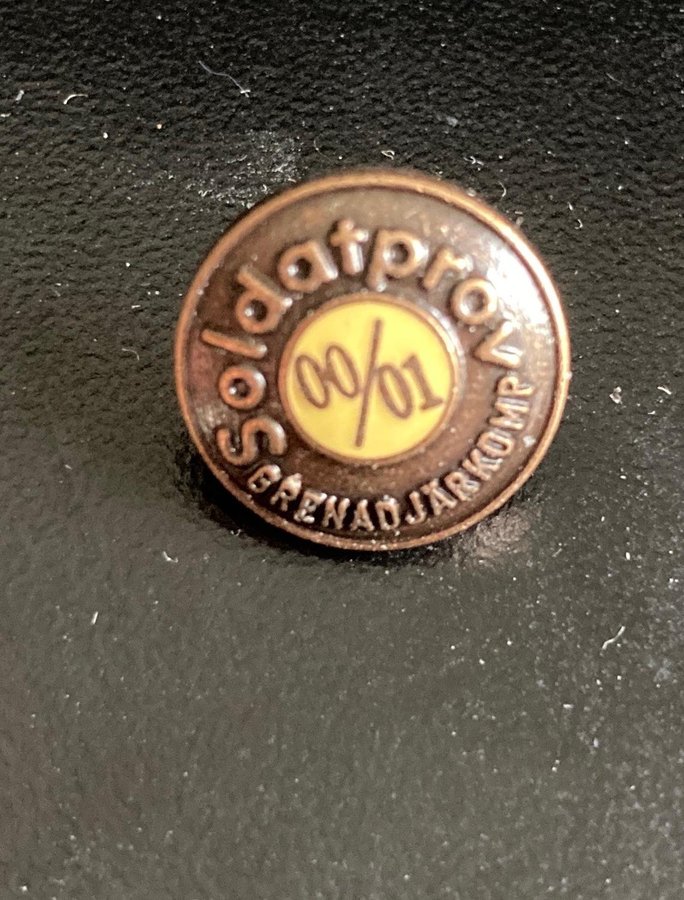 Soldatprov
00/01
GRENADJÄRKOMP